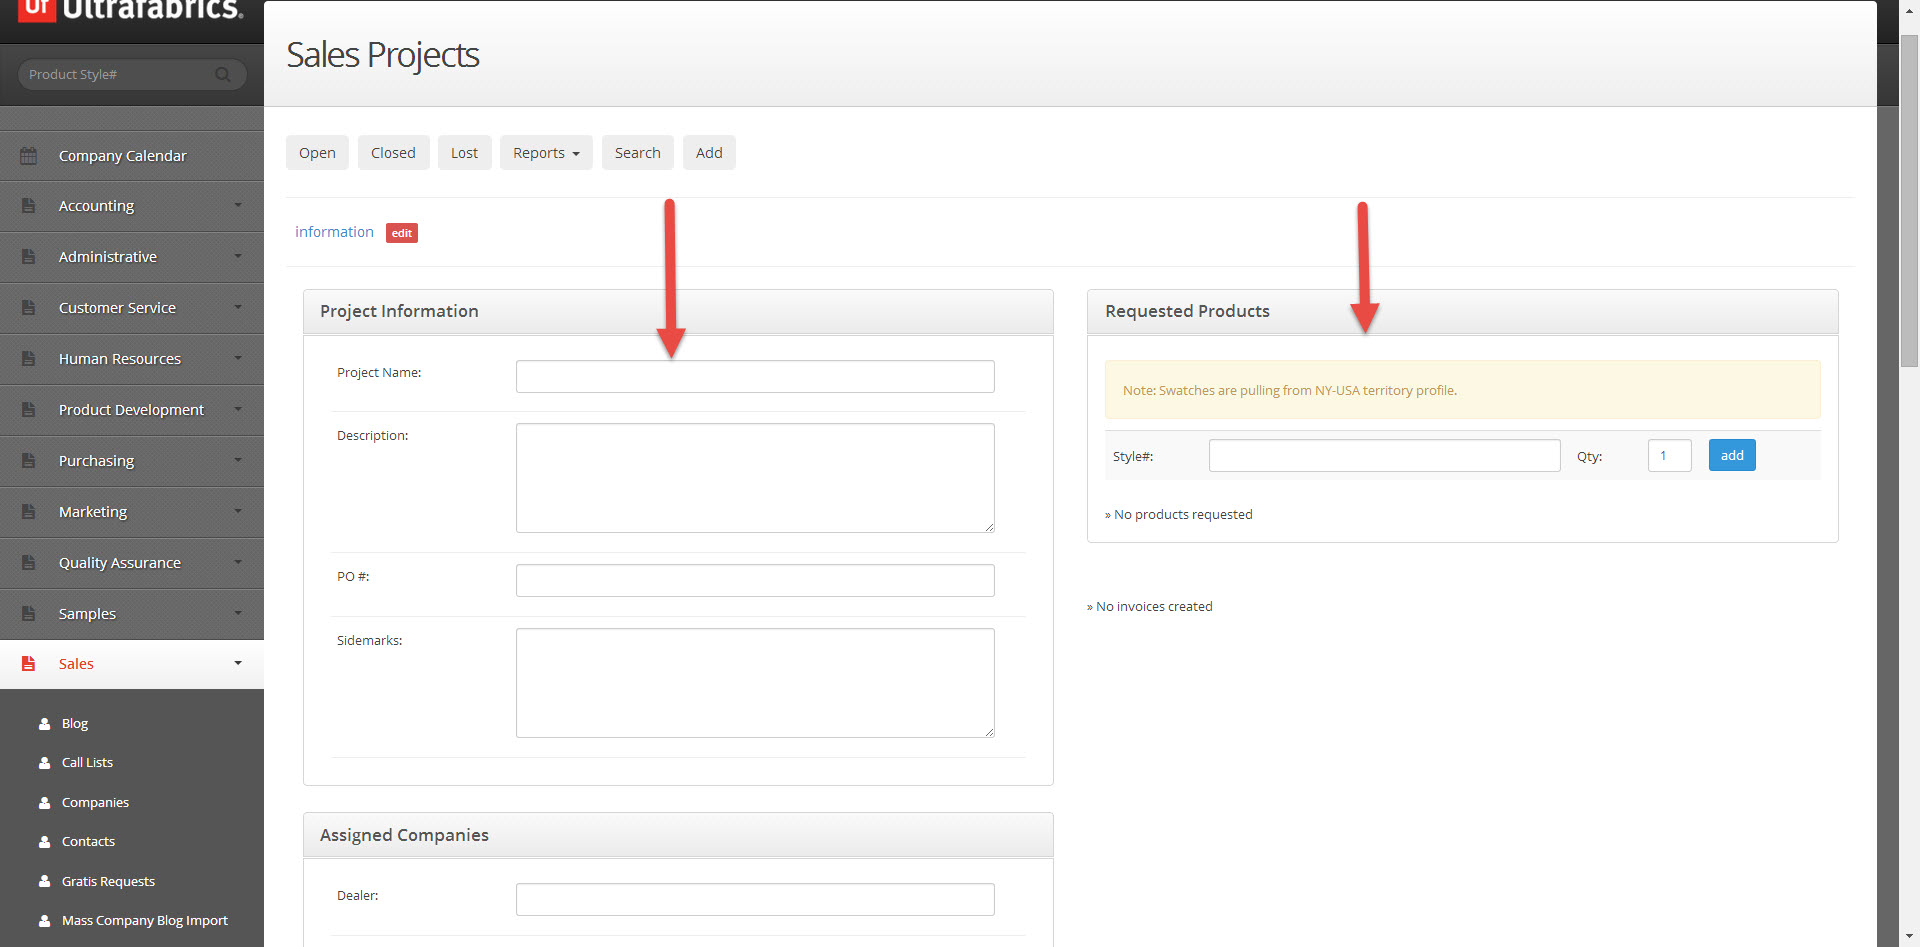 Uf Ultrafabrics.
Product Style#
Company Calendar
Accounting
Administrative
Customer Service
Human Resources
Product Development
Purchasing
Marketing
Quality Assurance
Samples
Sales
Blog
Call Lists
Companies
Contacts
Gratis Requests
Mass Company Blog Import
Sales Projects
Open Closed Lost Reports Search Add
information edit
Project Information
Project Name:
Description:
PO #:
Sidemarks:
Assigned Companies
Dealer:
Requested Products
Note: Swatches are pulling from NY-USA territory profile.
Style#: Qty: 1 add
» No products requested
» No invoices created